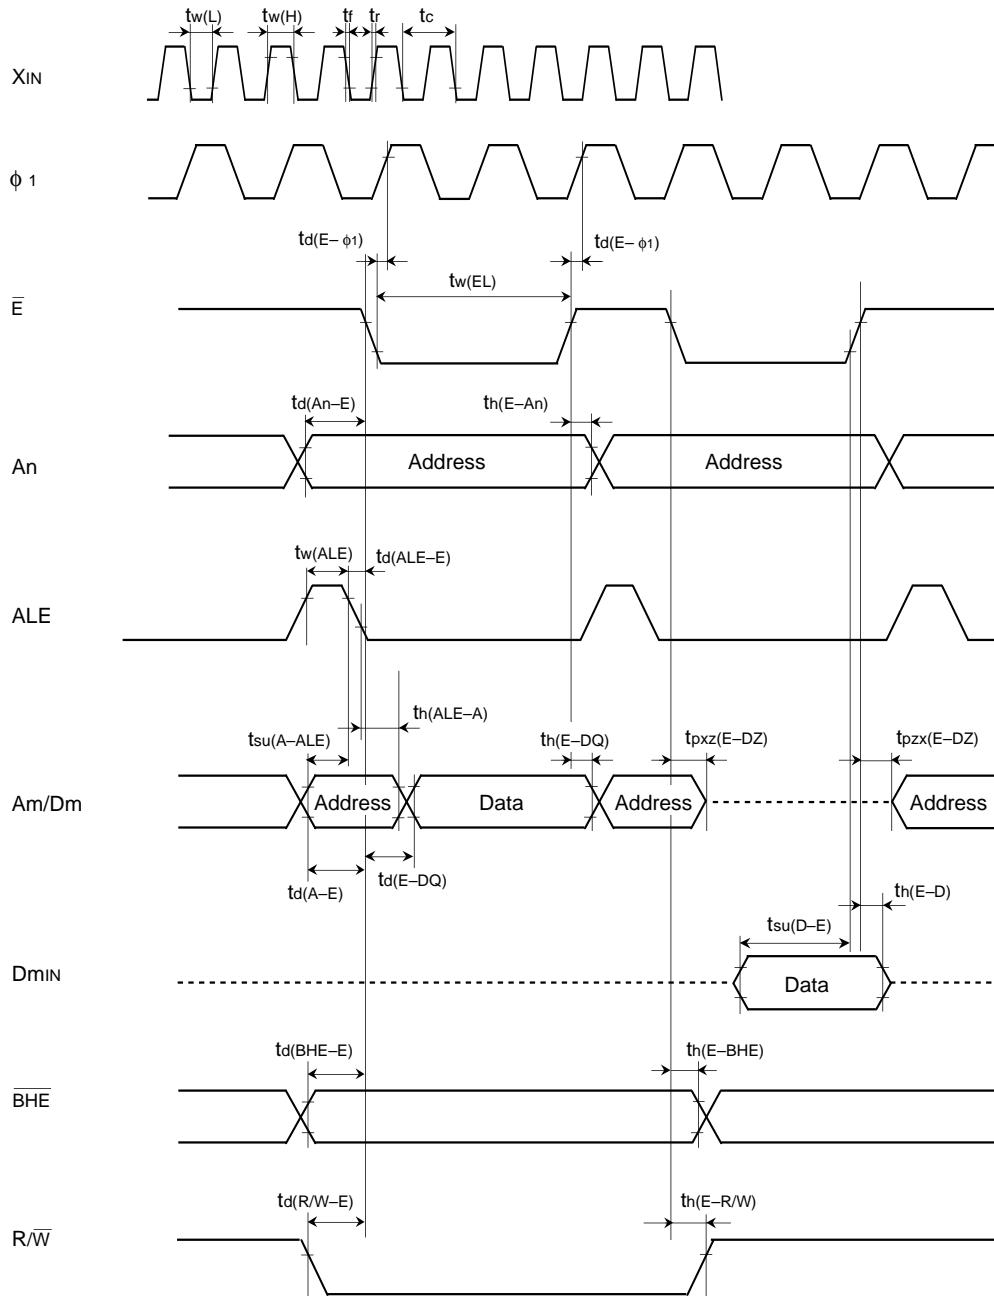 tw(L) tw(H) tf tr tc
XIN
ϕ 1
td(E– ϕ1) td(E– ϕ1)
tw(EL)
E̅
td(An–E) th(E–An)
An Address Address
tw(ALE) td(ALE–E)
ALE
th(ALE–A)
tsu(A–ALE) th(E–DQ) tpxz(E–DZ) tpzx(E–DZ)
Am/Dm Address Data Address Address
td(A–E) td(E–DQ)
th(E–D)
tsu(D–E)
DmIN Data
td(BHE–E) th(E–BHE)
B̅H̅E̅
td(R/W–E) th(E–R/W)
R/W̅